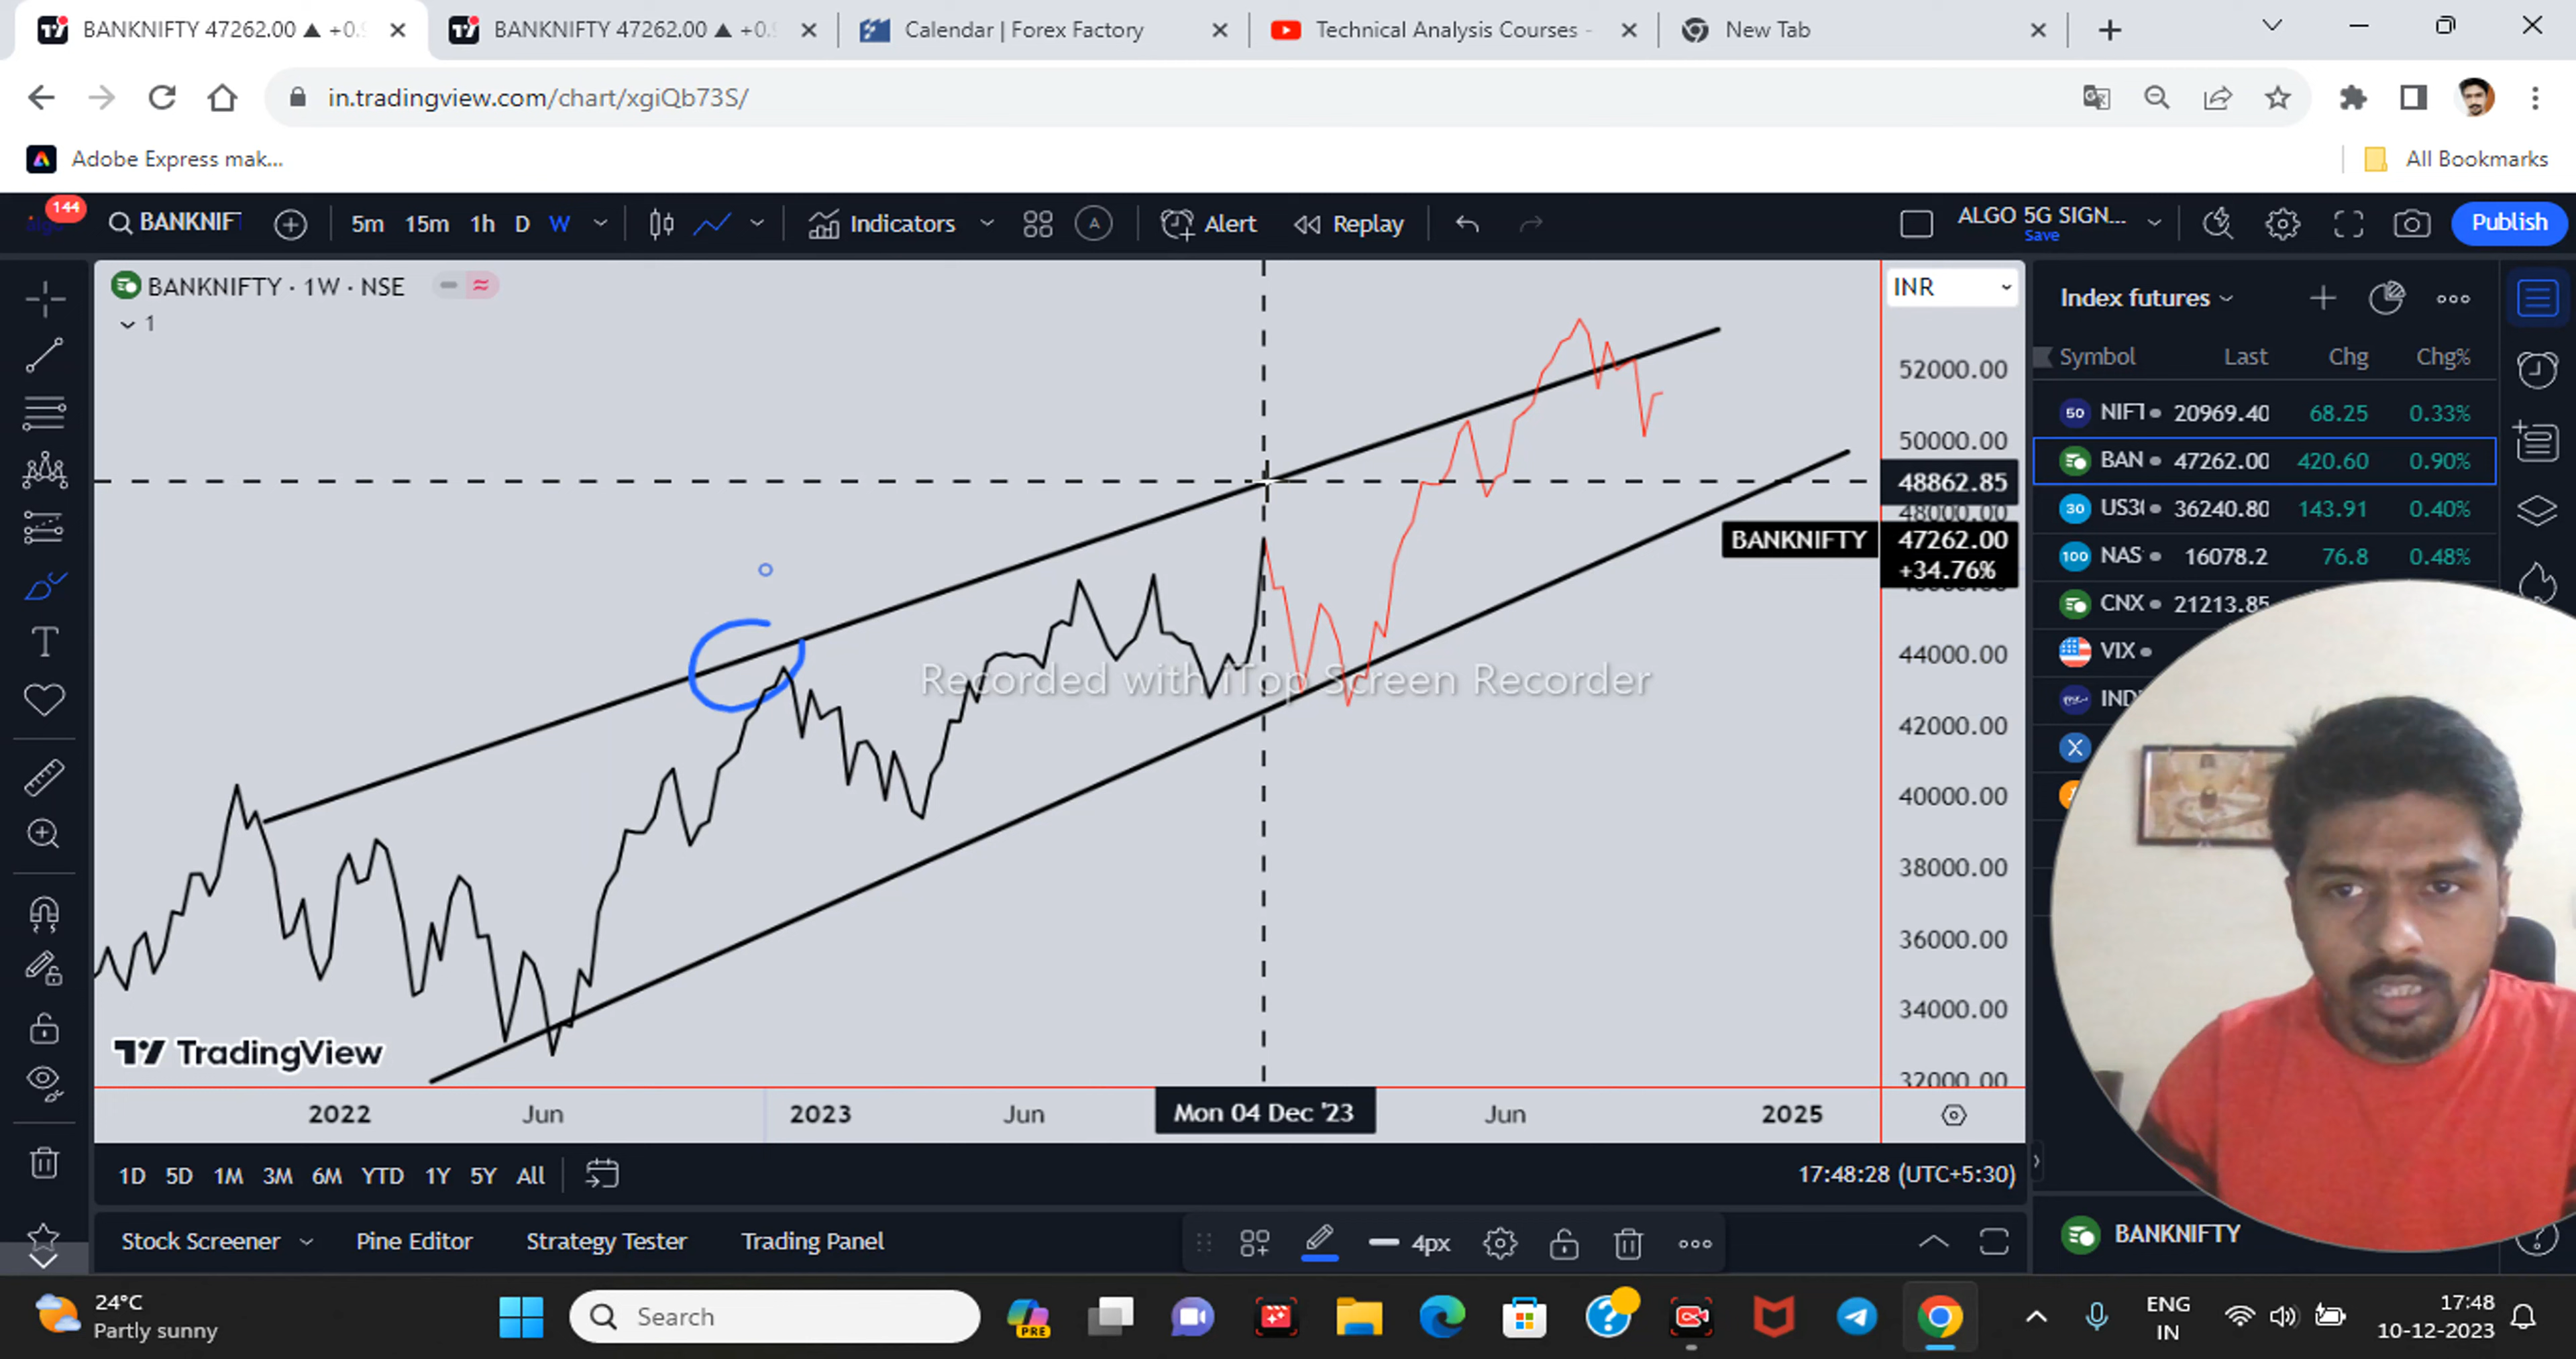 BANKNIFTY 47262.00 ▲ +0.9
BANKNIFTY 47262.00 ▲ +0.9
Calendar | Forex Factory
Technical Analysis Courses -
New Tab
in.tradingview.com/chart/xgiQb73S/
Adobe Express mak...
All Bookmarks
144
BANKNIFT
5m 15m 1h D W
Indicators
A
Alert
Replay
ALGO 5G SIGN...
Save
Publish
BANKNIFTY · 1W · NSE
1
INR
52000.00
50000.00
48862.85
48000.00
BANKNIFTY 47262.00
+34.76%
44000.00
42000.00
40000.00
38000.00
36000.00
34000.00
32000.00
Recorded with iTop Screen Recorder
TradingView
2022 Jun 2023 Jun Mon 04 Dec '23 Jun 2025
1D 5D 1M 3M 6M YTD 1Y 5Y All
17:48:28 (UTC+5:30)
Index futures
Symbol Last Chg Chg%
50 NIFT 20969.40 68.25 0.33%
BAN 47262.00 420.60 0.90%
30 US3 36240.80 143.91 0.40%
100 NAS 16078.2 76.8 0.48%
CNX 21213.85
VIX
IND
BANKNIFTY
Stock Screener Pine Editor Strategy Tester Trading Panel
4px
24°C
Partly sunny
Search
PRE
ENG
IN
17:48
10-12-2023